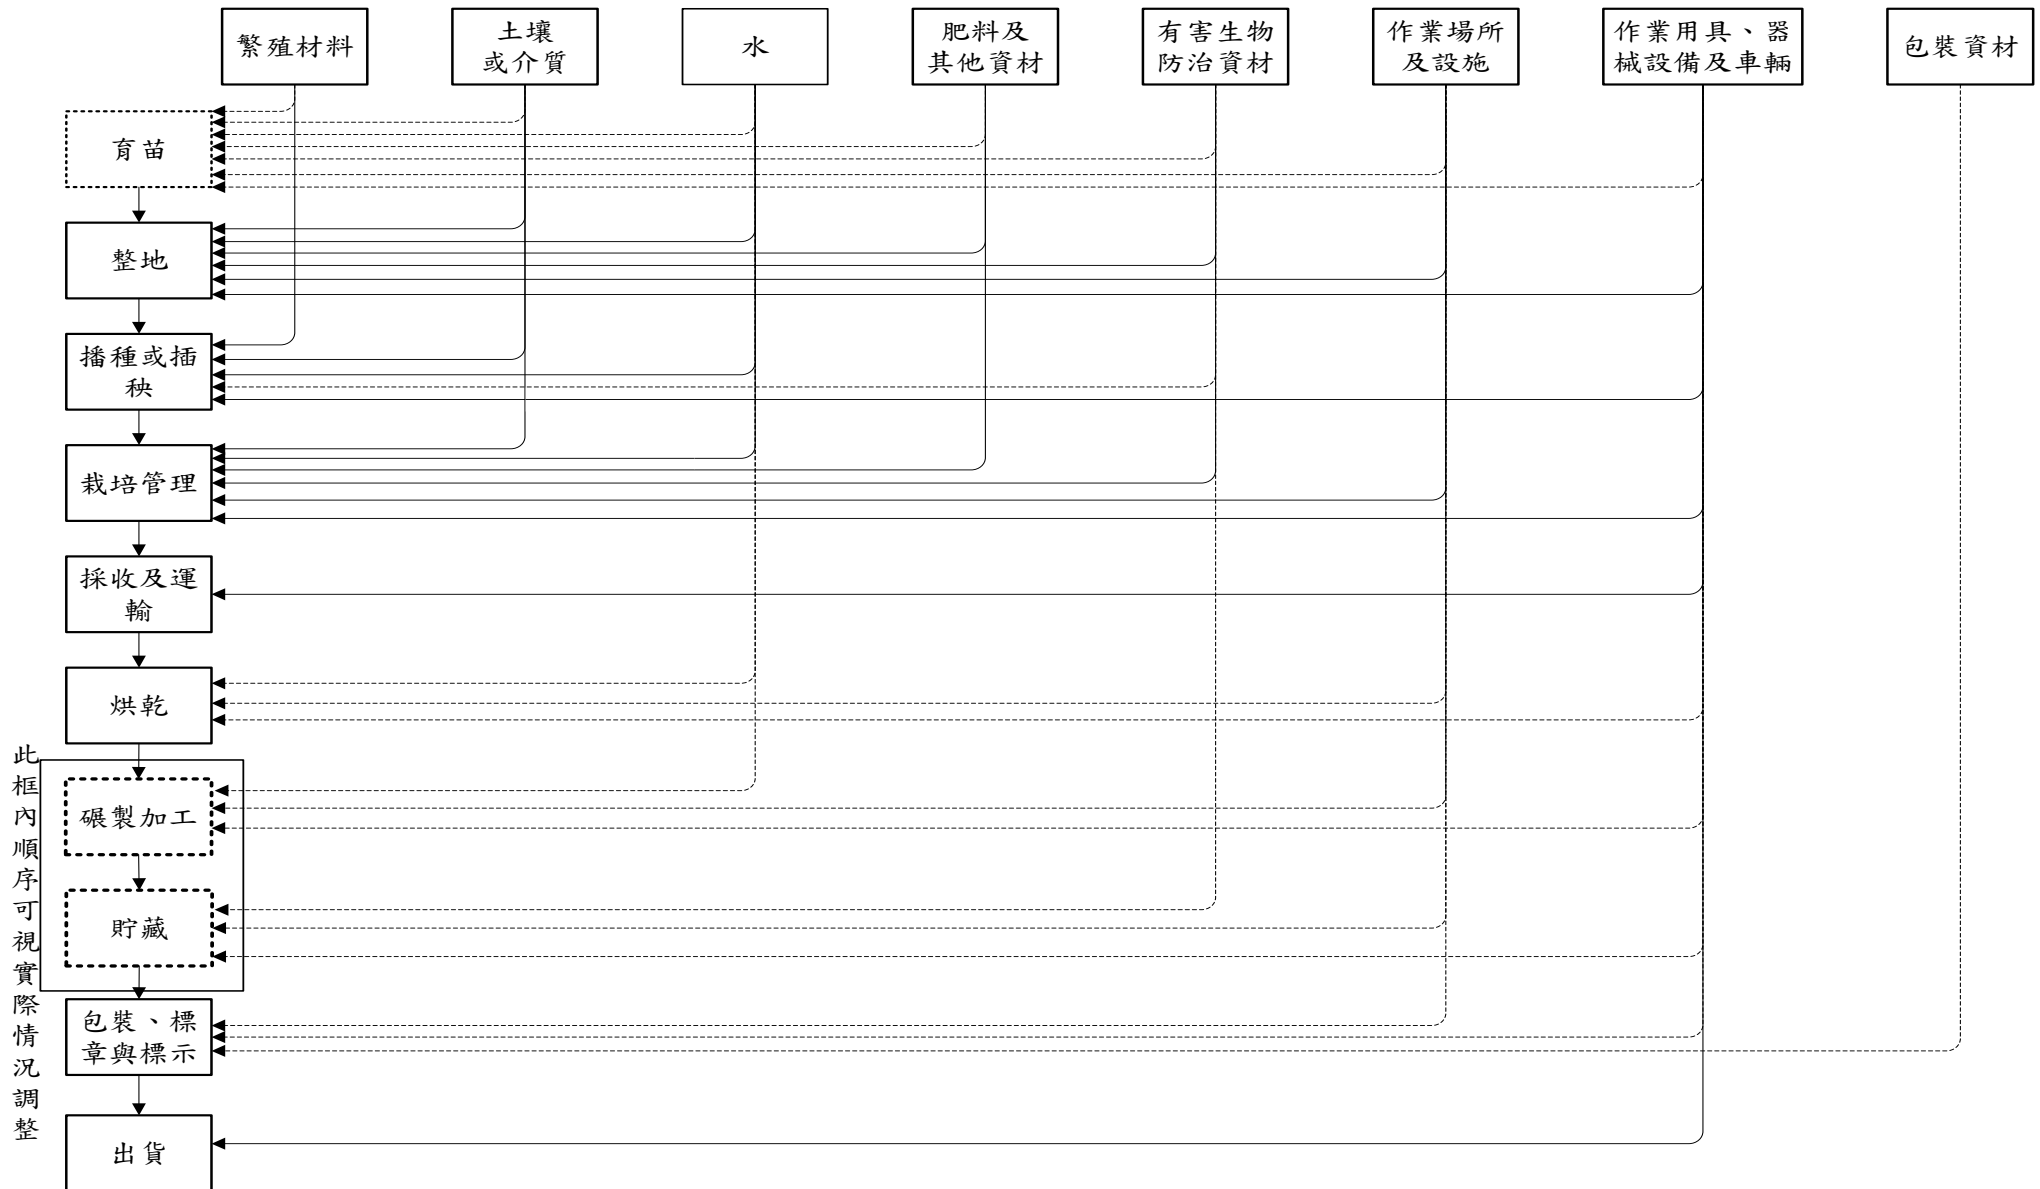 繁殖材料
土壤
或介質
水
肥料及
其他資材
有害生物
防治資材
作業場所
及設施
作業用具、器
械設備及車輛
包裝資材
育苗
整地
播種或插
秧
栽培管理
採收及運
輸
烘乾
此框內順序可視實際情況調整
碾製加工
貯藏
包裝、標
章與標示
出貨